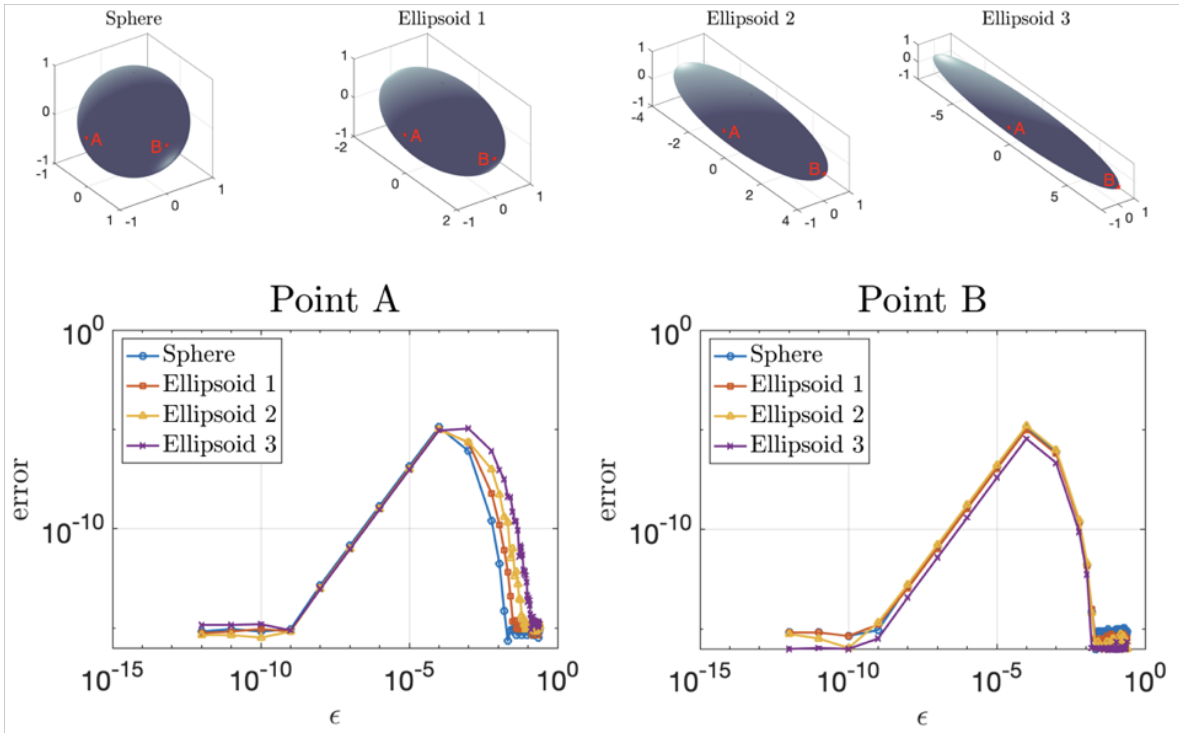 Sphere
Ellipsoid 1
Ellipsoid 2
Ellipsoid 3
1
0
-1
-1
0
1
-1
0
1
A
B
1
0
-1
-2
0
2
-1
0
1
A
B
1
0
-1
-4
-2
0
2
4
-1
0
1
A
B
1
0
-1
-5
0
5
-1
0
1
A
B
Point A
10^0
10^-10
error
Sphere
Ellipsoid 1
Ellipsoid 2
Ellipsoid 3
10^-15
10^-10
10^-5
10^0
ϵ
Point B
10^0
10^-10
error
Sphere
Ellipsoid 1
Ellipsoid 2
Ellipsoid 3
10^-15
10^-10
10^-5
10^0
ϵ